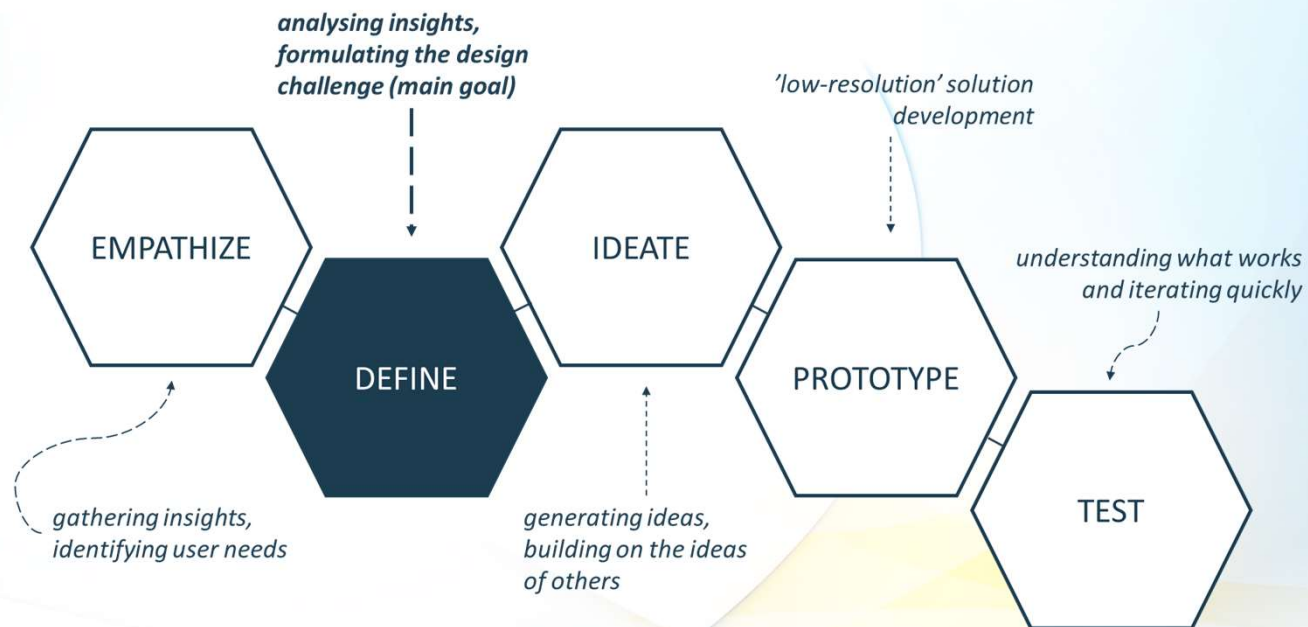 analysing insights,
formulating the design
challenge (main goal)
’low-resolution’ solution
development
EMPATHIZE
IDEATE
understanding what works
and iterating quickly
DEFINE
PROTOTYPE
gathering insights,
identifying user needs
generating ideas,
building on the ideas
of others
TEST